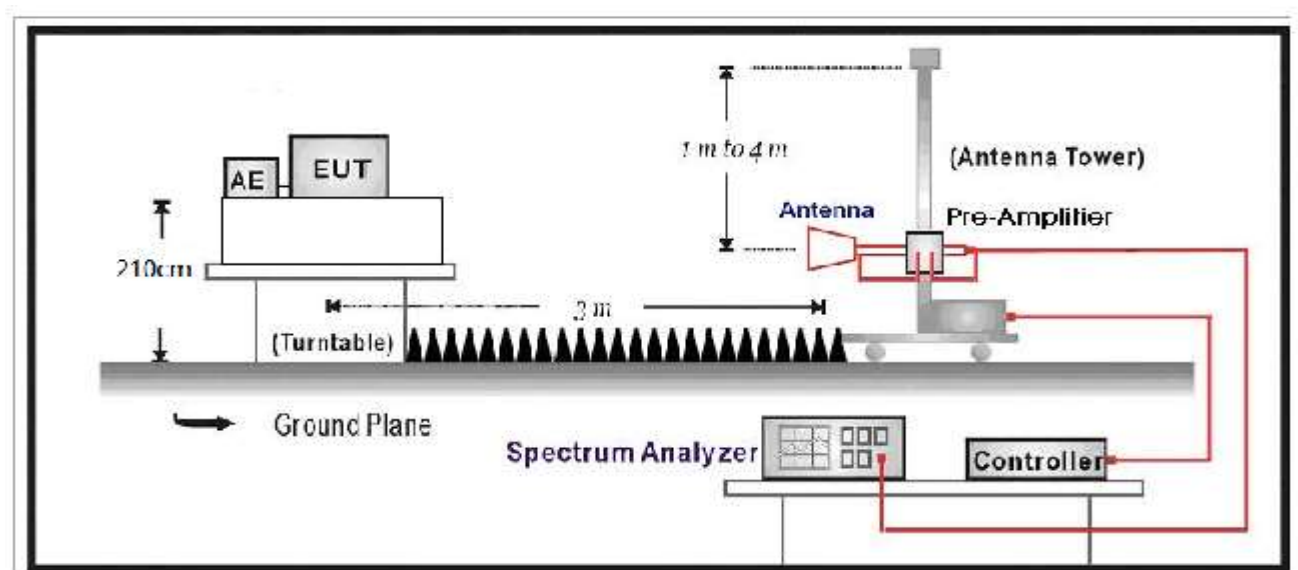 AE
EUT
210cm
(Turntable)
3 m
1 m to 4 m
(Antenna Tower)
Antenna
Pre-Amplifier
Ground Plane
Spectrum Analyzer
Controller